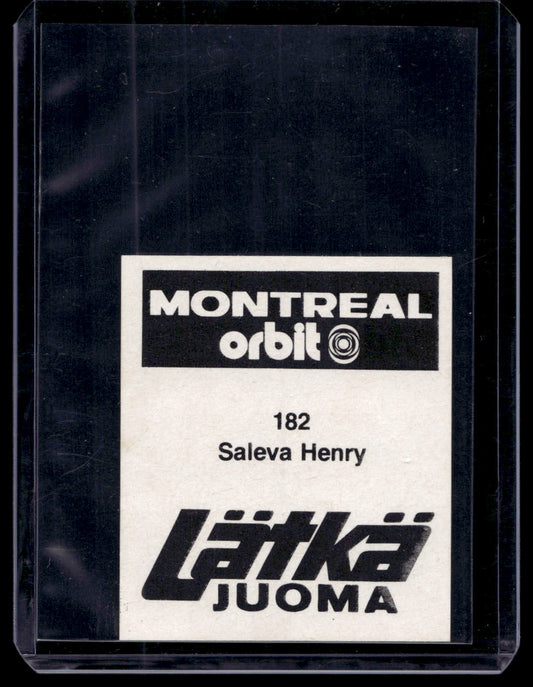 MONTREAL
orbit
182
Saleva Henry
Lätkä
JUOMA